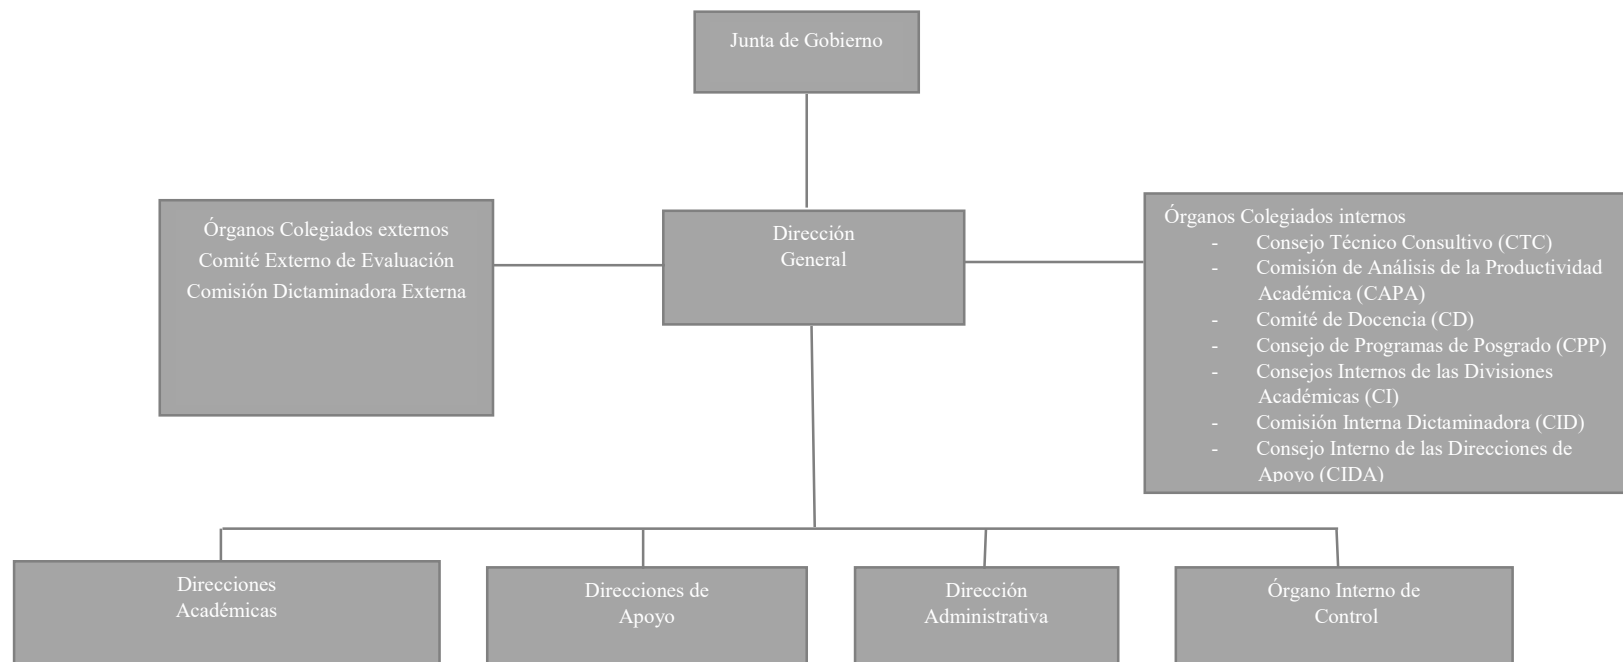 Junta de Gobierno
Órganos Colegiados externos
Comité Externo de Evaluación
Comisión Dictaminadora Externa
Dirección
General
Órganos Colegiados internos
- Consejo Técnico Consultivo (CTC)
- Comisión de Análisis de la Productividad
Académica (CAPA)
- Comité de Docencia (CD)
- Consejo de Programas de Posgrado (CPP)
- Consejos Internos de las Divisiones
Académicas (CI)
- Comisión Interna Dictaminadora (CID)
- Consejo Interno de las Direcciones de
Apoyo (CIDA)
Direcciones
Académicas
Direcciones de
Apoyo
Dirección
Administrativa
Órgano Interno de
Control